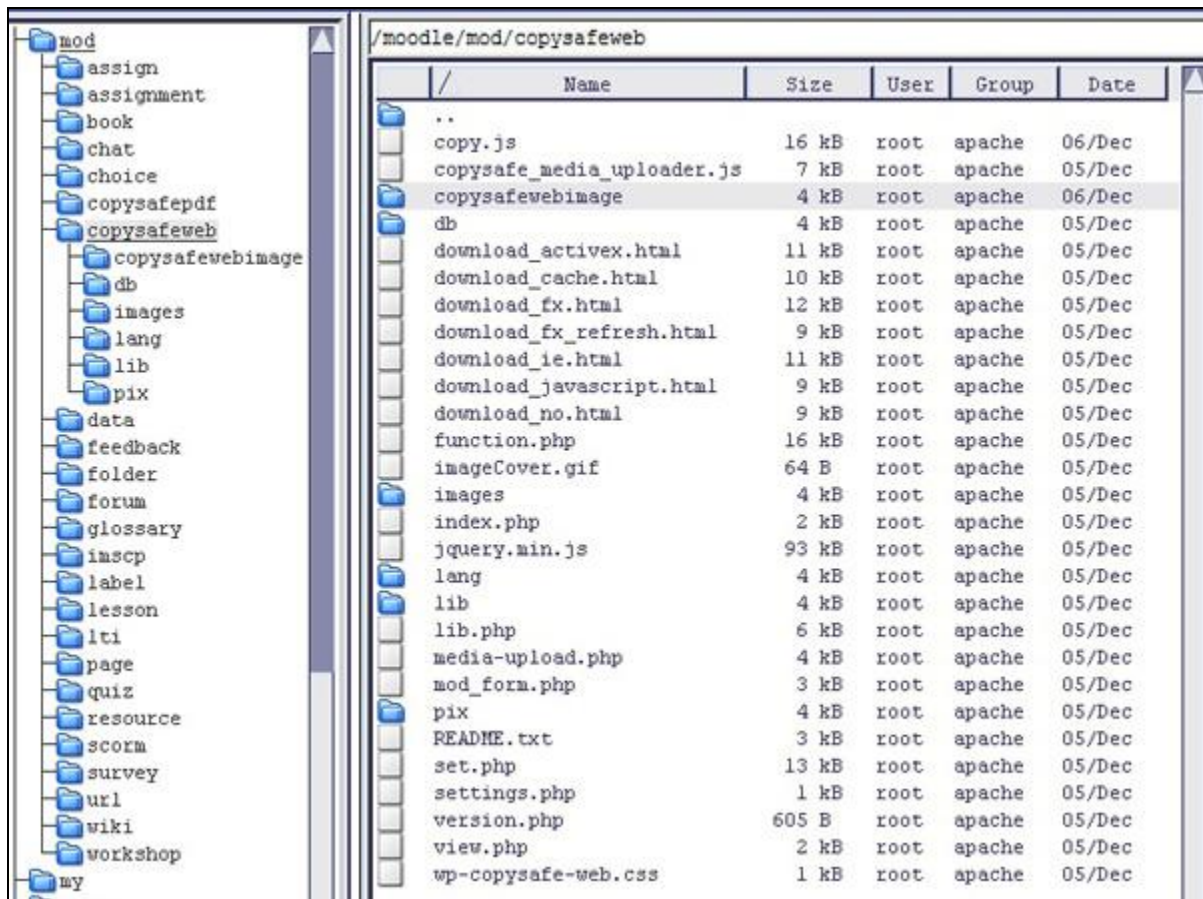 mod
assign
assignment
book
chat
choice
copysafepdf
copysafeweb
copysafewebimage
db
images
lang
lib
pix
data
feedback
folder
forum
glossary
imscp
label
lesson
lti
page
quiz
resource
scorm
survey
url
wiki
workshop
my
/moodle/mod/copysafeweb
/ Name Size User Group Date
..
copy.js 16 kB root apache 06/Dec
copysafe_media_uploader.js 7 kB root apache 05/Dec
copysafewebimage 4 kB root apache 06/Dec
db 4 kB root apache 05/Dec
download_activex.html 11 kB root apache 05/Dec
download_cache.html 10 kB root apache 05/Dec
download_fx.html 12 kB root apache 05/Dec
download_fx_refresh.html 9 kB root apache 05/Dec
download_ie.html 11 kB root apache 05/Dec
download_javascript.html 9 kB root apache 05/Dec
download_no.html 9 kB root apache 05/Dec
function.php 16 kB root apache 05/Dec
imageCover.gif 64 B root apache 05/Dec
images 4 kB root apache 05/Dec
index.php 2 kB root apache 05/Dec
jquery.min.js 93 kB root apache 05/Dec
lang 4 kB root apache 05/Dec
lib 4 kB root apache 05/Dec
lib.php 6 kB root apache 05/Dec
media-upload.php 4 kB root apache 05/Dec
mod_form.php 3 kB root apache 05/Dec
pix 4 kB root apache 05/Dec
README.txt 3 kB root apache 05/Dec
set.php 13 kB root apache 05/Dec
settings.php 1 kB root apache 05/Dec
version.php 605 B root apache 05/Dec
view.php 2 kB root apache 05/Dec
wp-copysafe-web.css 1 kB root apache 05/Dec